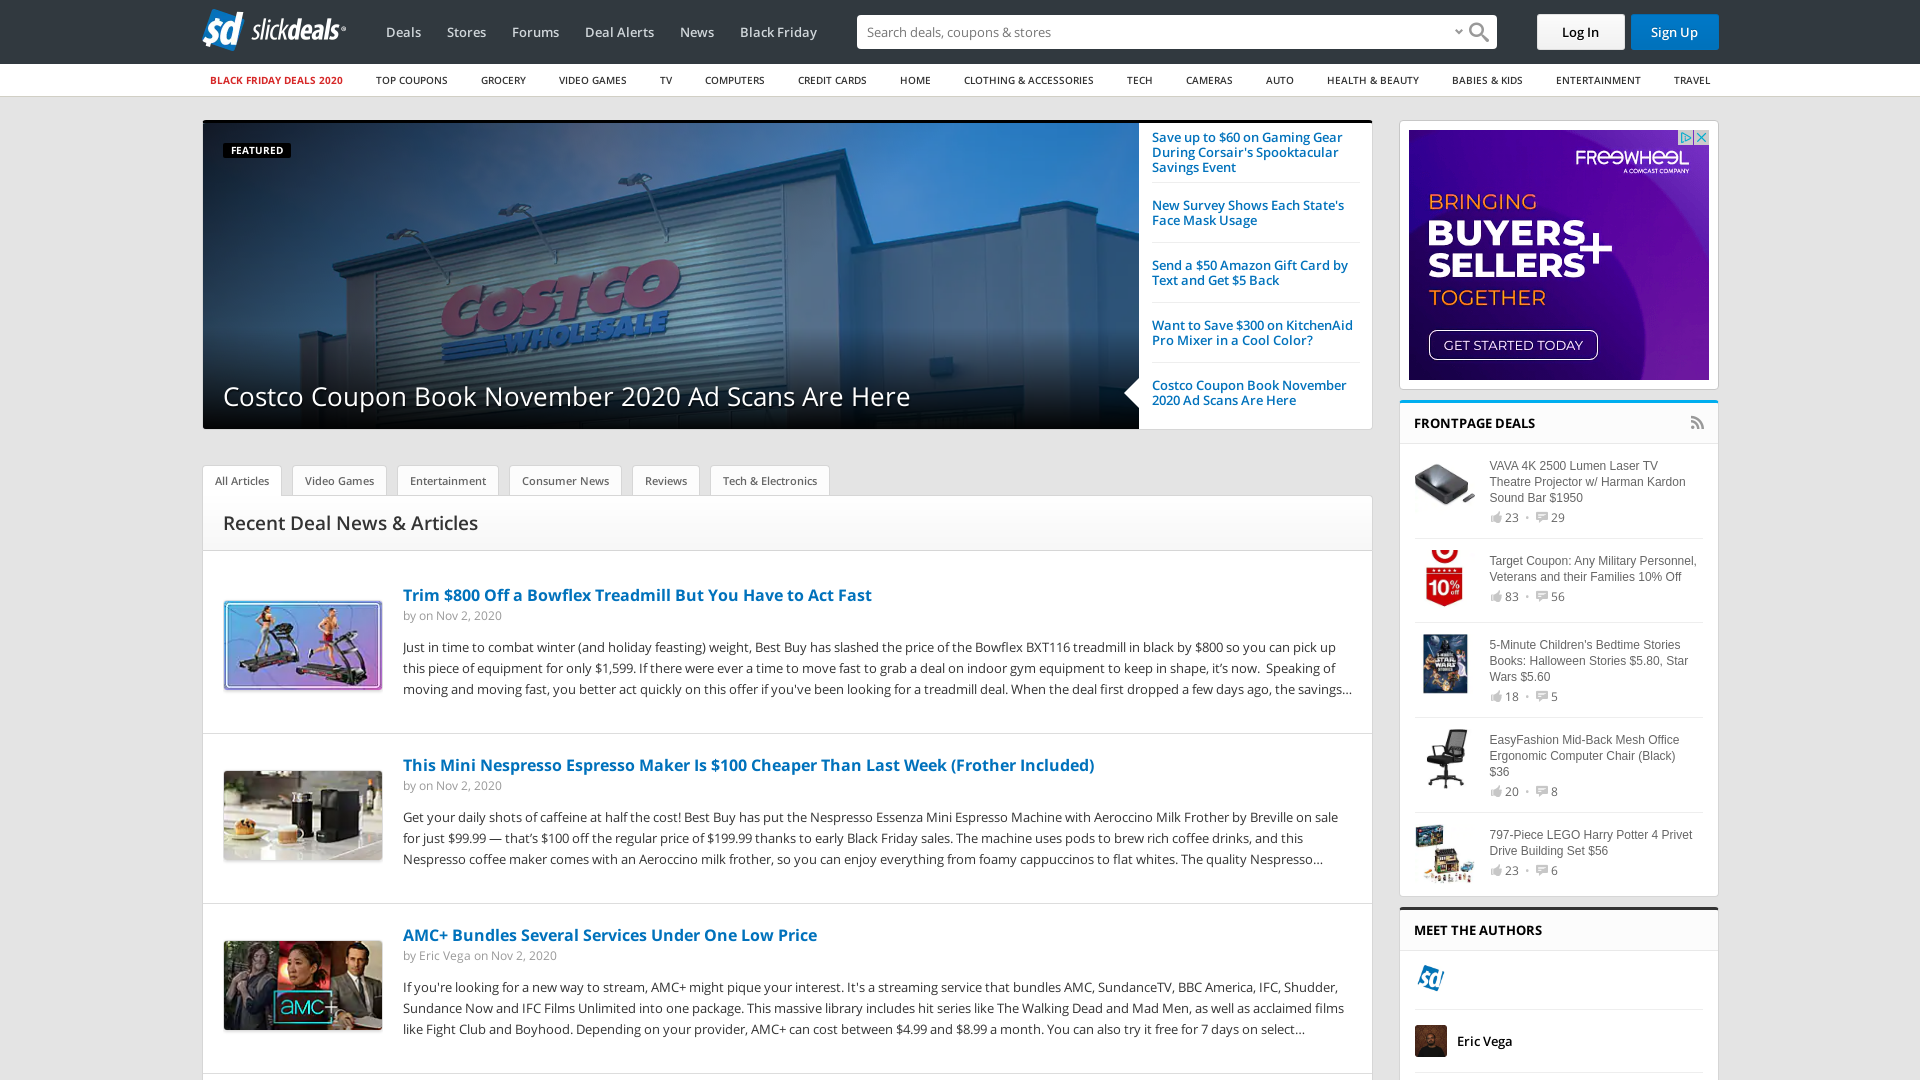 sd slickdeals
Deals
Stores
Forums
Deal Alerts
News
Black Friday
Search deals, coupons & stores
Log In
Sign Up
BLACK FRIDAY DEALS 2020
TOP COUPONS
GROCERY
VIDEO GAMES
TV
COMPUTERS
CREDIT CARDS
HOME
CLOTHING & ACCESSORIES
TECH
CAMERAS
AUTO
HEALTH & BEAUTY
BABIES & KIDS
ENTERTAINMENT
TRAVEL
FEATURED
COSTCO
WHOLESALE
Costco Coupon Book November 2020 Ad Scans Are Here
Save up to $60 on Gaming Gear
During Corsair's Spooktacular
Savings Event
New Survey Shows Each State's
Face Mask Usage
Send a $50 Amazon Gift Card by
Text and Get $5 Back
Want to Save $300 on KitchenAid
Pro Mixer in a Cool Color?
Costco Coupon Book November
2020 Ad Scans Are Here
All Articles
Video Games
Entertainment
Consumer News
Reviews
Tech & Electronics
Recent Deal News & Articles
Trim $800 Off a Bowflex Treadmill But You Have to Act Fast
by on Nov 2, 2020
Just in time to combat winter (and holiday feasting) weight, Best Buy has slashed the price of the Bowflex BXT116 treadmill in black by $800 so you can pick up
this piece of equipment for only $1,599. If there were ever a time to move fast to grab a deal on indoor gym equipment to keep in shape, it’s now.  Speaking of
moving and moving fast, you better act quickly on this offer if you've been looking for a treadmill deal. When the deal first dropped a few days ago, the savings…
This Mini Nespresso Espresso Maker Is $100 Cheaper Than Last Week (Frother Included)
by on Nov 2, 2020
Get your daily shots of caffeine at half the cost! Best Buy has put the Nespresso Essenza Mini Espresso Machine with Aeroccino Milk Frother by Breville on sale
for just $99.99 — that’s $100 off the regular price of $199.99 thanks to early Black Friday sales. The machine uses pods to brew rich coffee drinks, and this
Nespresso coffee maker comes with an Aeroccino milk frother, so you can enjoy everything from foamy cappuccinos to flat whites. The quality Nespresso…
AMC+ Bundles Several Services Under One Low Price
by Eric Vega on Nov 2, 2020
amc+
If you're looking for a new way to stream, AMC+ might pique your interest. It's a streaming service that bundles AMC, SundanceTV, BBC America, IFC, Shudder,
Sundance Now and IFC Films Unlimited into one package. This massive library includes hit series like The Walking Dead and Mad Men, as well as acclaimed films
like Fight Club and Boyhood. Depending on your provider, AMC+ can cost between $4.99 and $8.99 a month. You can also try it free for 7 days on select…
FREEWHEEL
A COMCAST COMPANY
BRINGING
BUYERS+
SELLERS
TOGETHER
GET STARTED TODAY
FRONTPAGE DEALS
VAVA 4K 2500 Lumen Laser TV
Theatre Projector w/ Harman Kardon
Sound Bar $1950
23 • 29
10% off
Target Coupon: Any Military Personnel,
Veterans and their Families 10% Off
83 • 56
STAR WARS
5-Minute Children's Bedtime Stories
Books: Halloween Stories $5.80, Star
Wars $5.60
18 • 5
EasyFashion Mid-Back Mesh Office
Ergonomic Computer Chair (Black)
$36
20 • 8
797-Piece LEGO Harry Potter 4 Privet
Drive Building Set $56
23 • 6
MEET THE AUTHORS
sd
Eric Vega